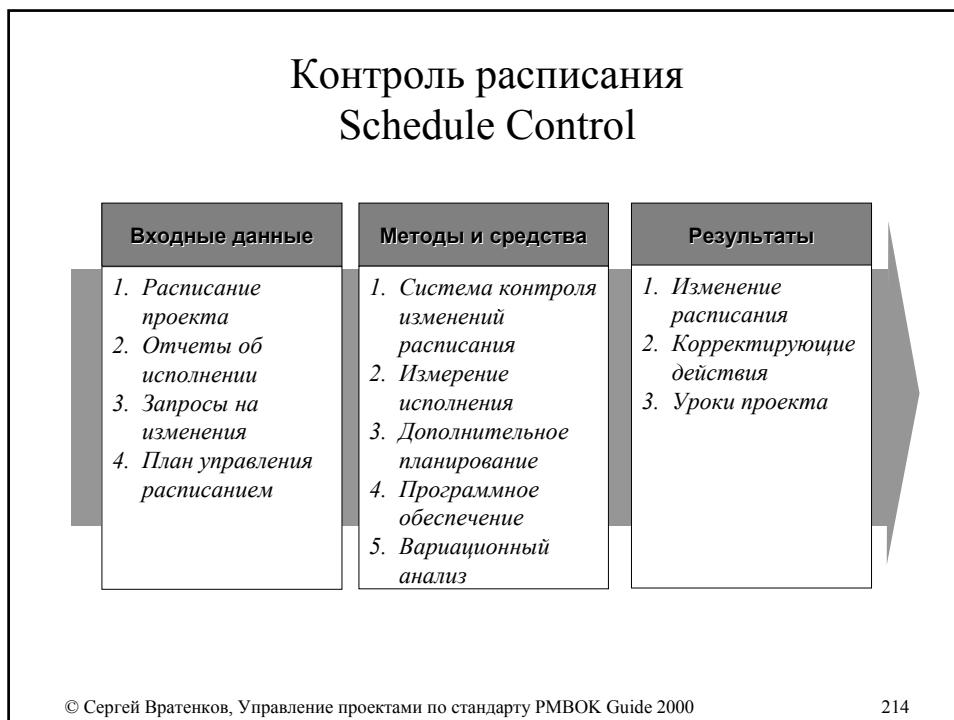 Контроль расписания
Schedule Control
Входные данные
1. Расписание
проекта
2. Отчеты об
исполнении
3. Запросы на
изменения
4. План управления
расписанием
Методы и средства
1. Система контроля
изменений
расписания
2. Измерение
исполнения
3. Дополнительное
планирование
4. Программное
обеспечение
5. Вариационный
анализ
Результаты
1. Изменение
расписания
2. Корректирующие
действия
3. Уроки проекта
© Сергей Вратенков, Управление проектами по стандарту PMBOK Guide 2000 214